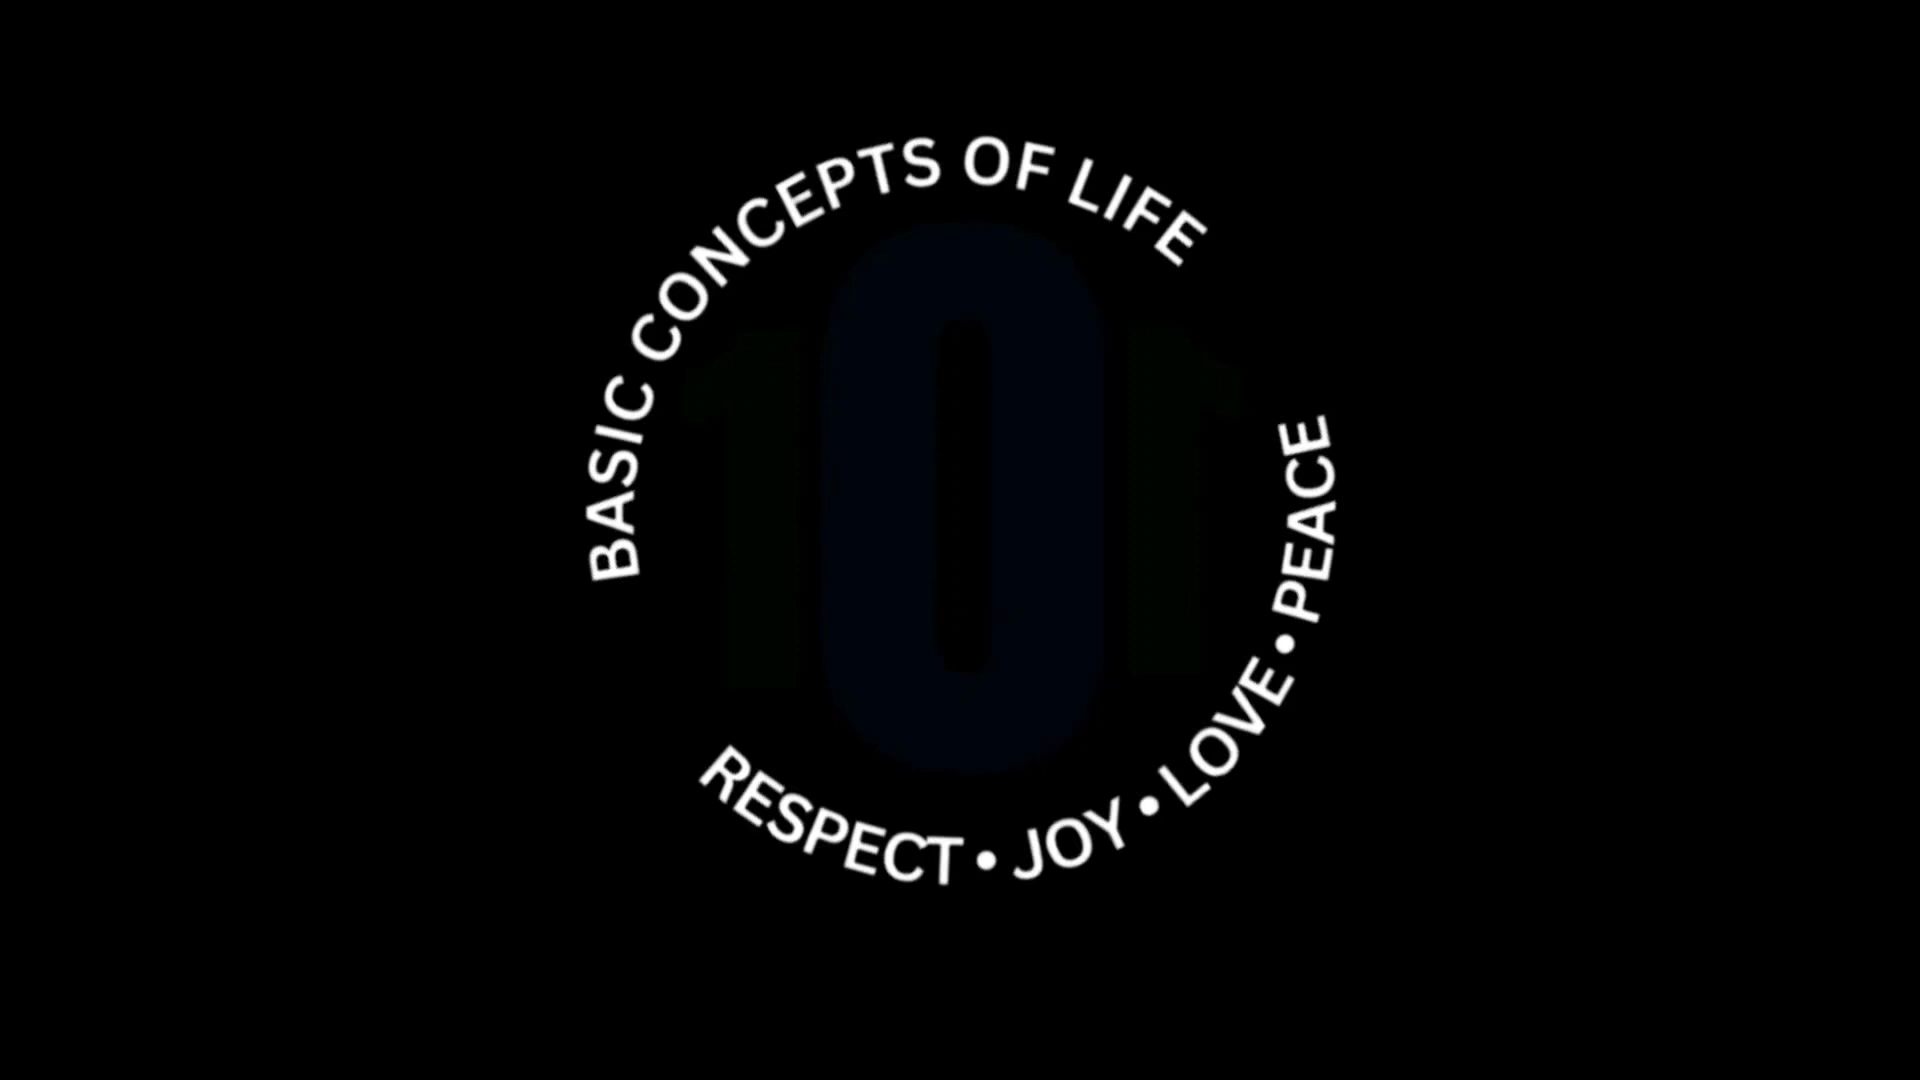 BASIC CONCEPTS OF LIFE
101
RESPECT • JOY • LOVE • PEACE